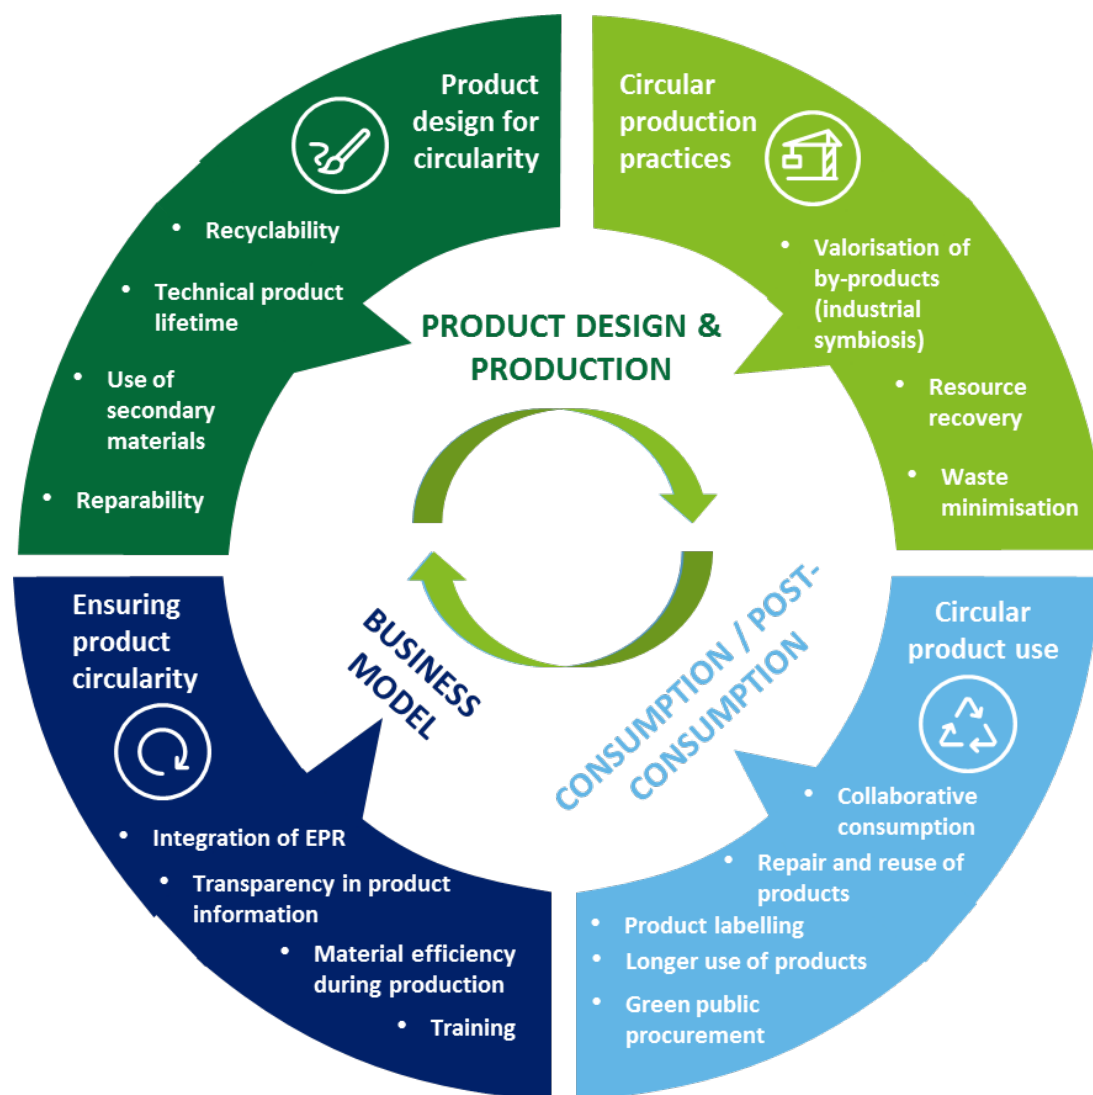 Product
design for
circularity
• Recyclability
• Technical product
lifetime
• Use of
secondary
materials
• Reparability
Circular
production
practices
• Valorisation of
by-products
(industrial
symbiosis)
• Resource
recovery
• Waste
minimisation
PRODUCT DESIGN &
PRODUCTION
BUSINESS
MODEL
CONSUMPTION / POST-
CONSUMPTION
Ensuring
product
circularity
• Integration of EPR
• Transparency in product
information
• Material efficiency
during production
• Training
Circular
product use
• Collaborative
consumption
• Repair and reuse of
products
• Product labelling
• Longer use of products
• Green public
procurement